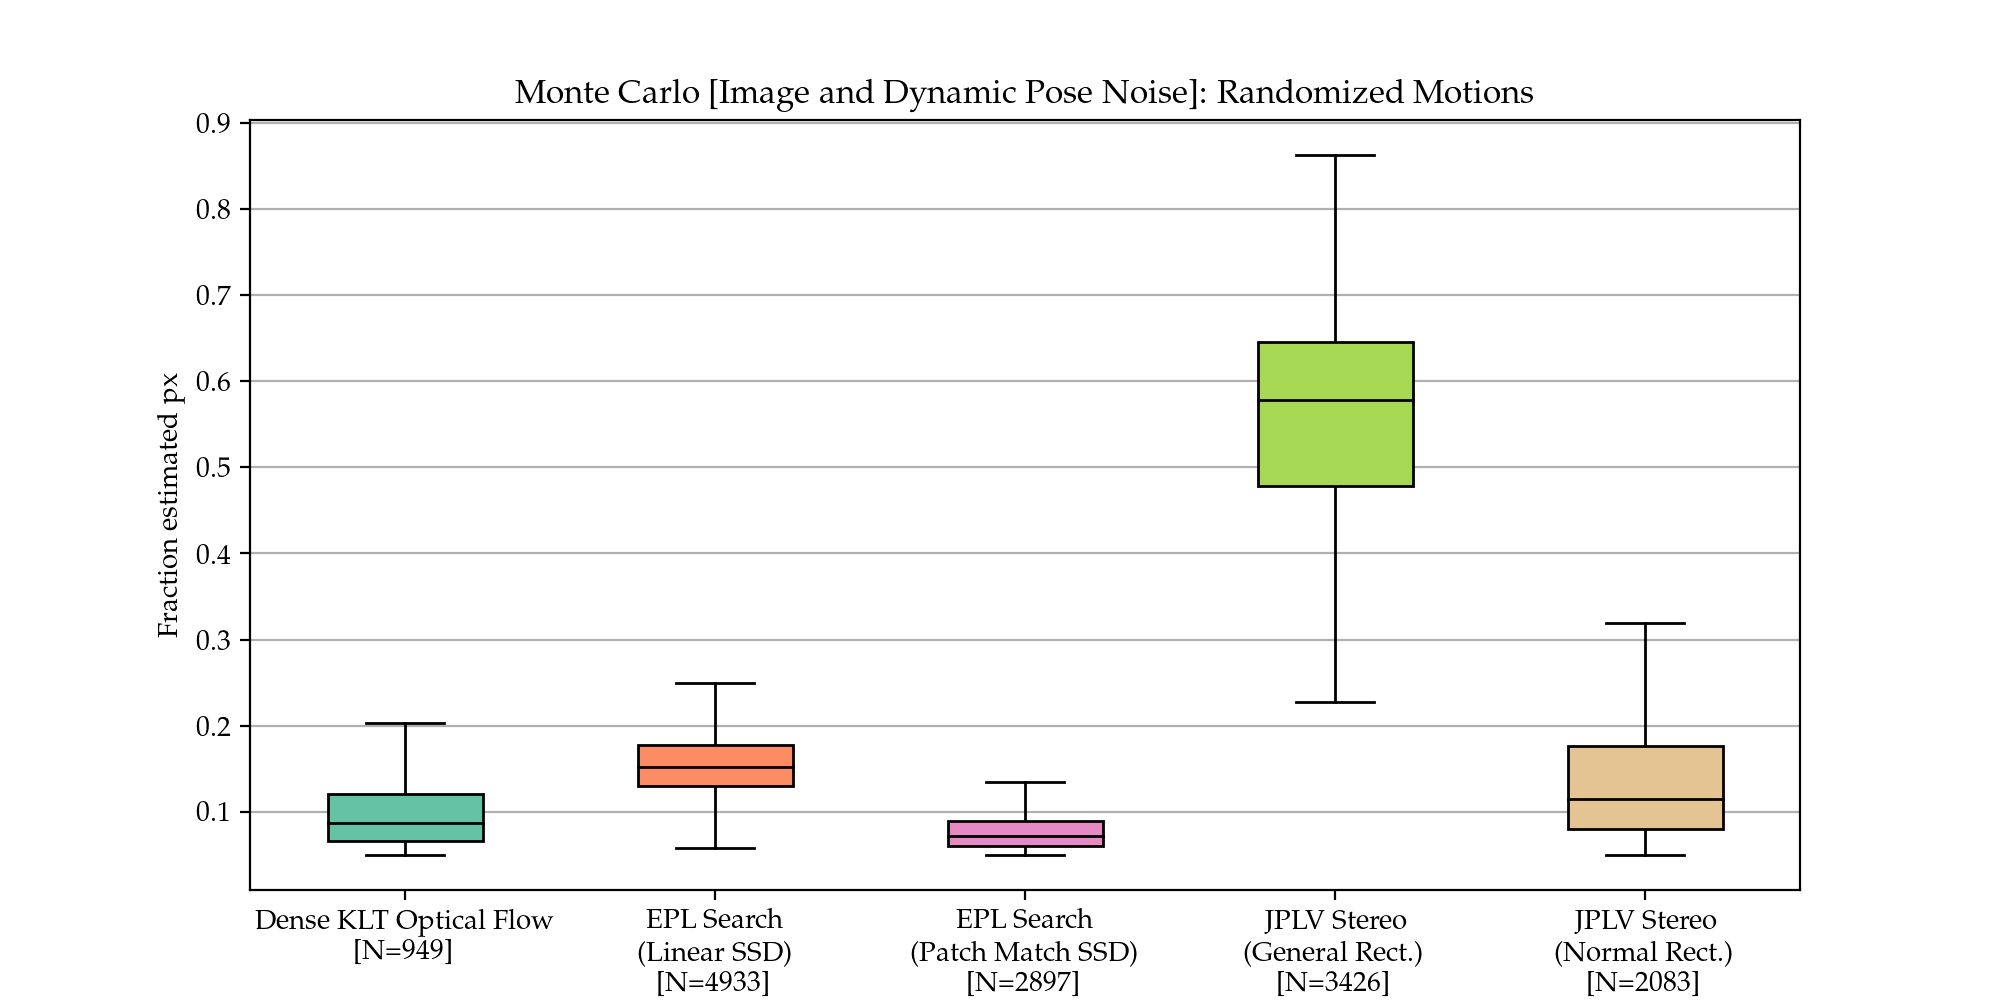 Monte Carlo [Image and Dynamic Pose Noise]: Randomized Motions
Fraction estimated px
0.9
0.8
0.7
0.6
0.5
0.4
0.3
0.2
0.1
Dense KLT Optical Flow
[N=949]
EPL Search
(Linear SSD)
[N=4933]
EPL Search
(Patch Match SSD)
[N=2897]
JPLV Stereo
(General Rect.)
[N=3426]
JPLV Stereo
(Normal Rect.)
[N=2083]